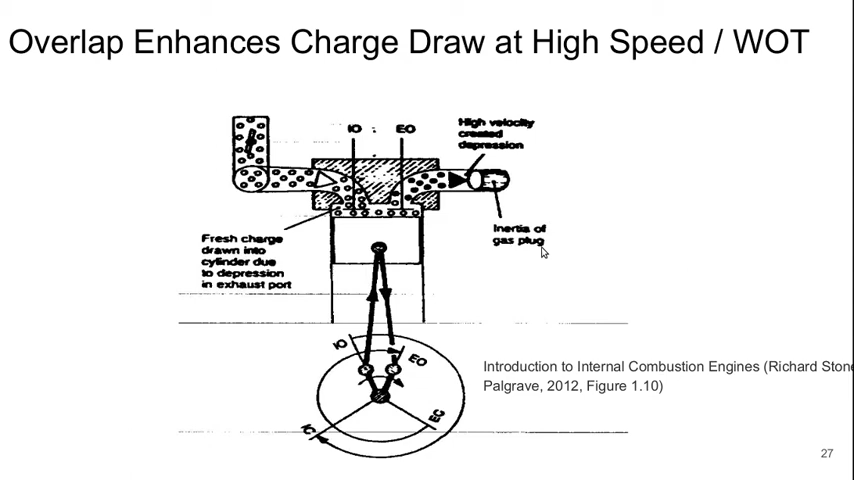 Overlap Enhances Charge Draw at High Speed / WOT
IO
EO
High velocity
created
depression
Inertia of
gas plug
Fresh charge
drawn into
cylinder due
to depression
in exhaust port
IO
EO
EC
IC
Introduction to Internal Combustion Engines (Richard Stone
Palgrave, 2012, Figure 1.10)
27